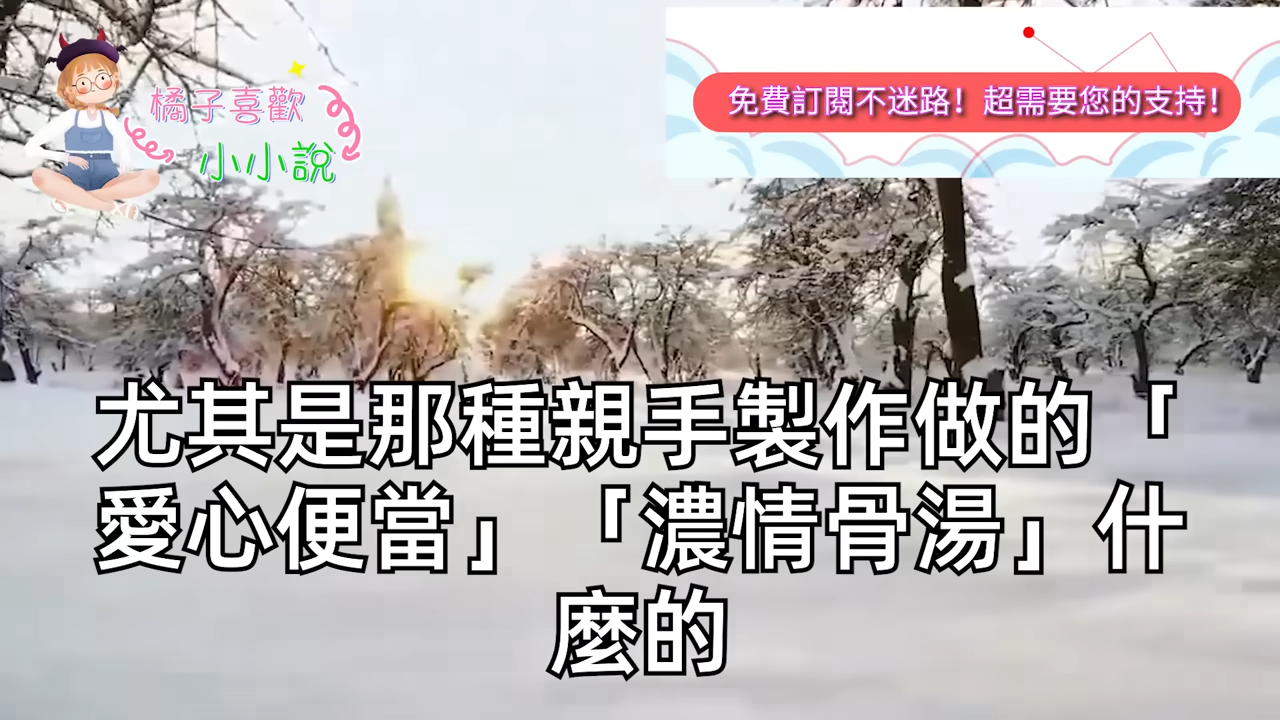 橘子喜歡
小小說
免費訂閱不迷路！超需要您的支持！
尤其是那種親手製作做的「
愛心便當」「濃情骨湯」什
麼的